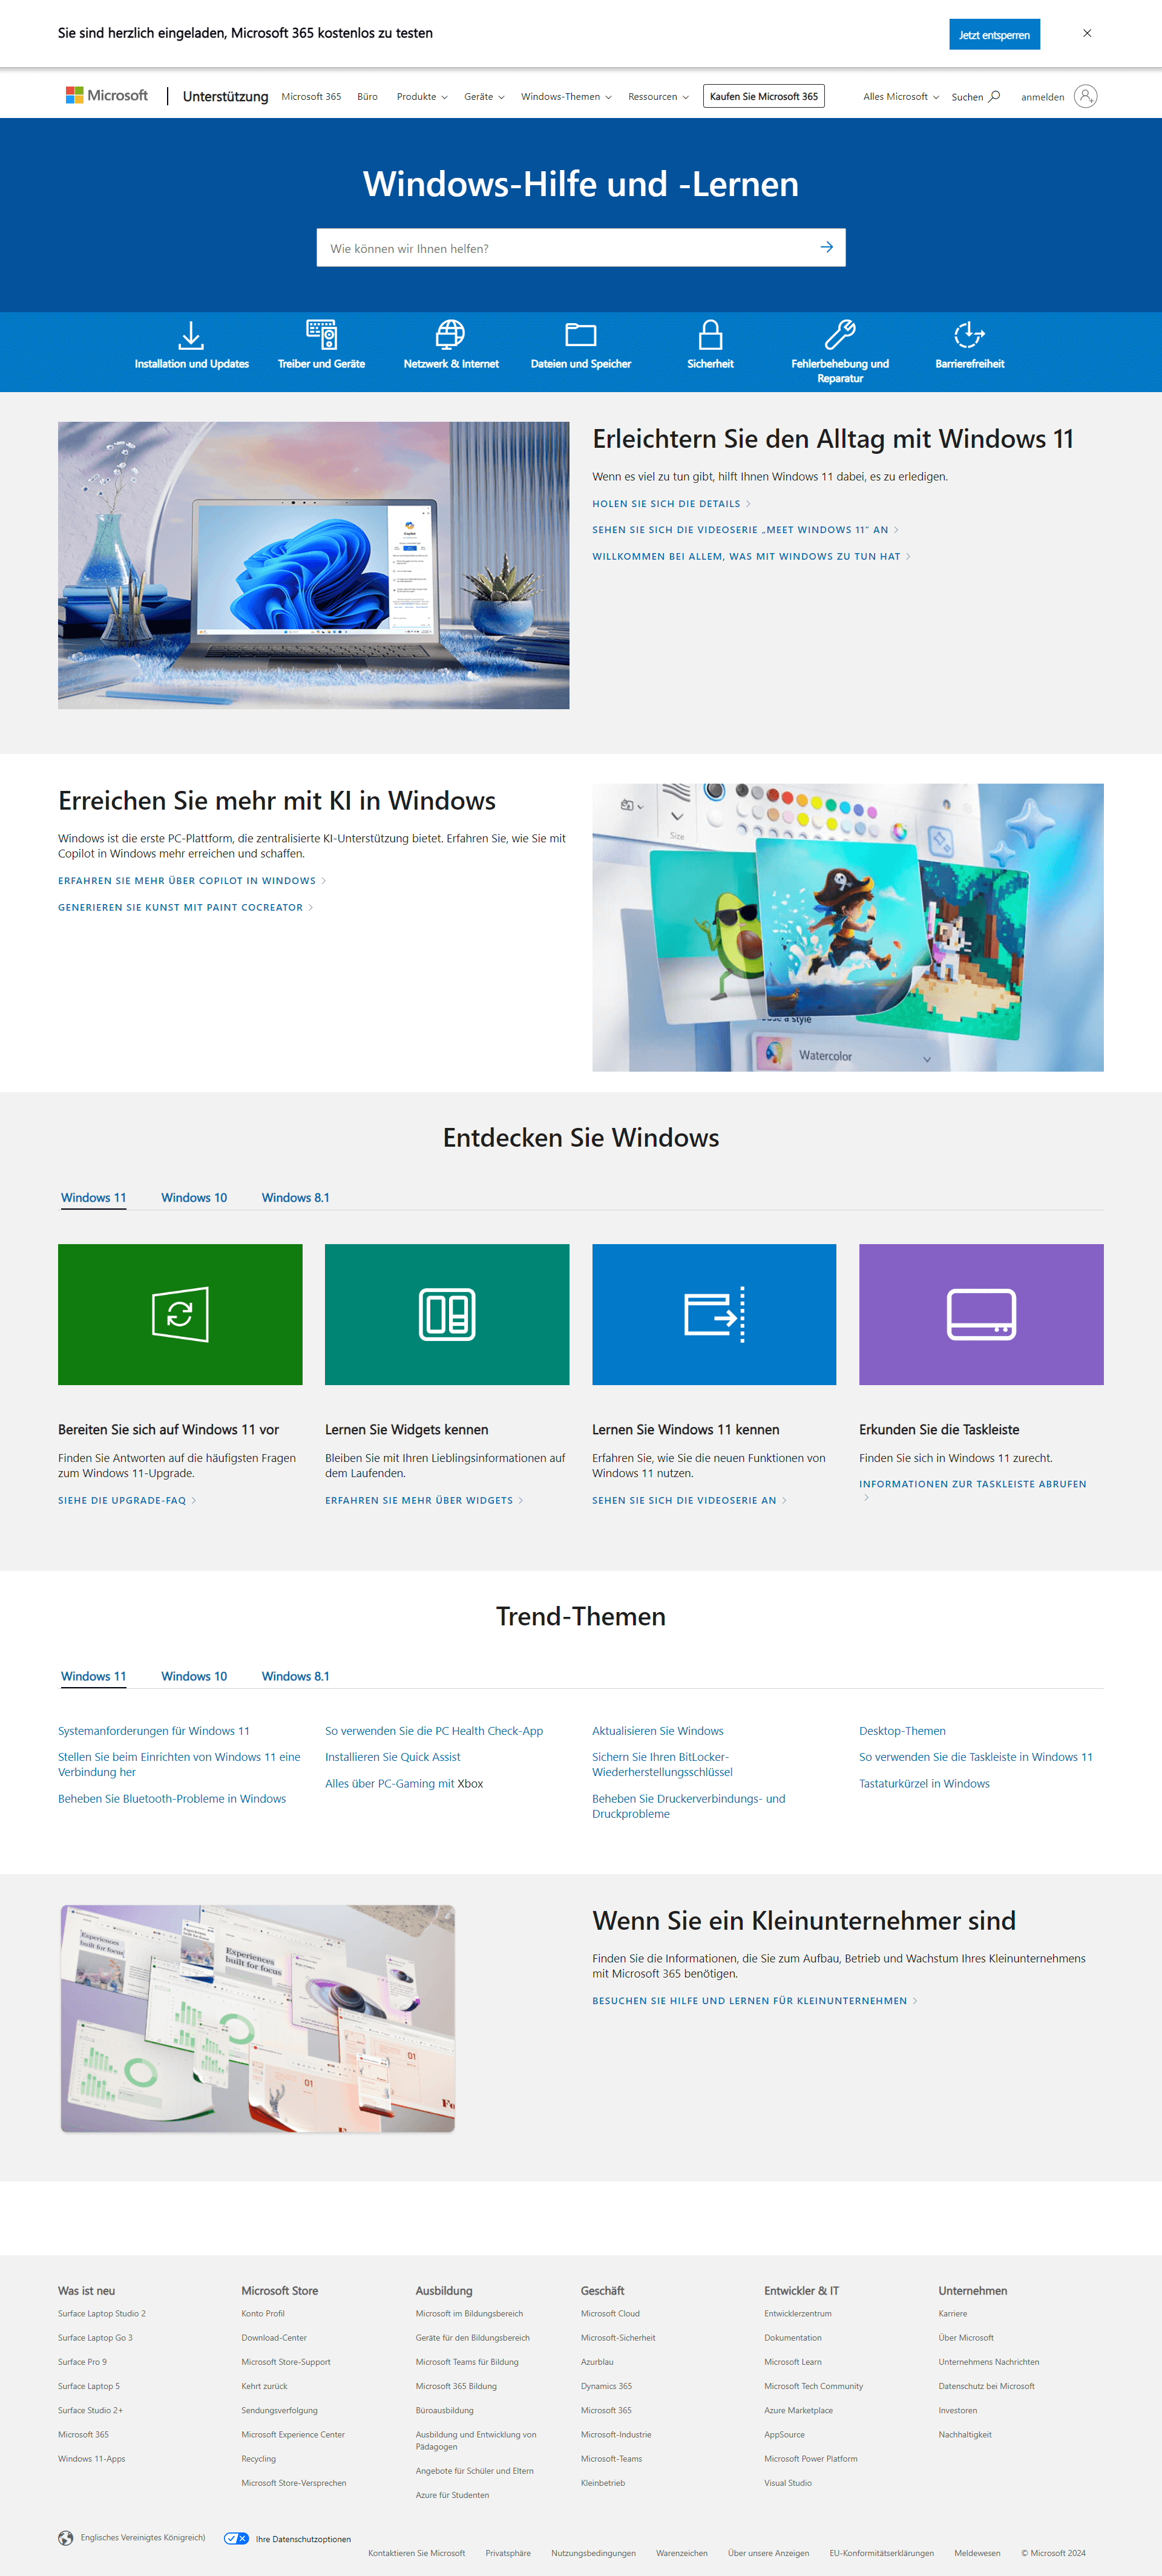 Sie sind herzlich eingeladen, Microsoft 365 kostenlos zu testen
Jetzt entsperren
Microsoft
Unterstützung
Microsoft 365
Büro
Produkte
Geräte
Windows-Themen
Ressourcen
Kaufen Sie Microsoft 365
Alles Microsoft
Suchen
anmelden
Windows-Hilfe und -Lernen
Wie können wir Ihnen helfen?
Installation und Updates
Treiber und Geräte
Netzwerk & Internet
Dateien und Speicher
Sicherheit
Fehlerbehebung und
Reparatur
Barrierefreiheit
Erleichtern Sie den Alltag mit Windows 11
Wenn es viel zu tun gibt, hilft Ihnen Windows 11 dabei, es zu erledigen.
HOLEN SIE SICH DIE DETAILS
SEHEN SIE SICH DIE VIDEOSERIE „MEET WINDOWS 11" AN
WILLKOMMEN BEI ALLEM, WAS MIT WINDOWS ZU TUN HAT
Erreichen Sie mehr mit KI in Windows
Windows ist die erste PC-Plattform, die zentralisierte KI-Unterstützung bietet. Erfahren Sie, wie Sie mit
Copilot in Windows mehr erreichen und schaffen.
ERFAHREN SIE MEHR ÜBER COPILOT IN WINDOWS
GENERIEREN SIE KUNST MIT PAINT COCREATOR
Size
a style
Watercolor
Entdecken Sie Windows
Windows 11
Windows 10
Windows 8.1
Bereiten Sie sich auf Windows 11 vor
Finden Sie Antworten auf die häufigsten Fragen
zum Windows 11-Upgrade.
SIEHE DIE UPGRADE-FAQ
Lernen Sie Widgets kennen
Bleiben Sie mit Ihren Lieblingsinformationen auf
dem Laufenden.
ERFAHREN SIE MEHR ÜBER WIDGETS
Lernen Sie Windows 11 kennen
Erfahren Sie, wie Sie die neuen Funktionen von
Windows 11 nutzen.
SEHEN SIE SICH DIE VIDEOSERIE AN
Erkunden Sie die Taskleiste
Finden Sie sich in Windows 11 zurecht.
INFORMATIONEN ZUR TASKLEISTE ABRUFEN
Trend-Themen
Windows 11
Windows 10
Windows 8.1
Systemanforderungen für Windows 11
Stellen Sie beim Einrichten von Windows 11 eine
Verbindung her
Beheben Sie Bluetooth-Probleme in Windows
So verwenden Sie die PC Health Check-App
Installieren Sie Quick Assist
Alles über PC-Gaming mit Xbox
Aktualisieren Sie Windows
Sichern Sie Ihren BitLocker-
Wiederherstellungsschlüssel
Beheben Sie Druckerverbindungs- und
Druckprobleme
Desktop-Themen
So verwenden Sie die Taskleiste in Windows 11
Tastaturkürzel in Windows
Experiences
built for focus
Experiences
built for focus
01
01
Wenn Sie ein Kleinunternehmer sind
Finden Sie die Informationen, die Sie zum Aufbau, Betrieb und Wachstum Ihres Kleinunternehmens
mit Microsoft 365 benötigen.
BESUCHEN SIE HILFE UND LERNEN FÜR KLEINUNTERNEHMEN
Was ist neu
Surface Laptop Studio 2
Surface Laptop Go 3
Surface Pro 9
Surface Laptop 5
Surface Studio 2+
Microsoft 365
Windows 11-Apps
Microsoft Store
Konto Profil
Download-Center
Microsoft Store-Support
Kehrt zurück
Sendungsverfolgung
Microsoft Experience Center
Recycling
Microsoft Store-Versprechen
Ausbildung
Microsoft im Bildungsbereich
Geräte für den Bildungsbereich
Microsoft Teams für Bildung
Microsoft 365 Bildung
Büroausbildung
Ausbildung und Entwicklung von
Pädagogen
Angebote für Schüler und Eltern
Azure für Studenten
Geschäft
Microsoft Cloud
Microsoft-Sicherheit
Azurblau
Dynamics 365
Microsoft 365
Microsoft-Industrie
Microsoft-Teams
Kleinbetrieb
Entwickler & IT
Entwicklerzentrum
Dokumentation
Microsoft Learn
Microsoft Tech Community
Azure Marketplace
AppSource
Microsoft Power Platform
Visual Studio
Unternehmen
Karriere
Über Microsoft
Unternehmens Nachrichten
Datenschutz bei Microsoft
Investoren
Nachhaltigkeit
Englisches Vereinigtes Königreich)
Ihre Datenschutzoptionen
Kontaktieren Sie Microsoft
Privatsphäre
Nutzungsbedingungen
Warenzeichen
Über unsere Anzeigen
EU-Konformitätserklärungen
Meldewesen
© Microsoft 2024